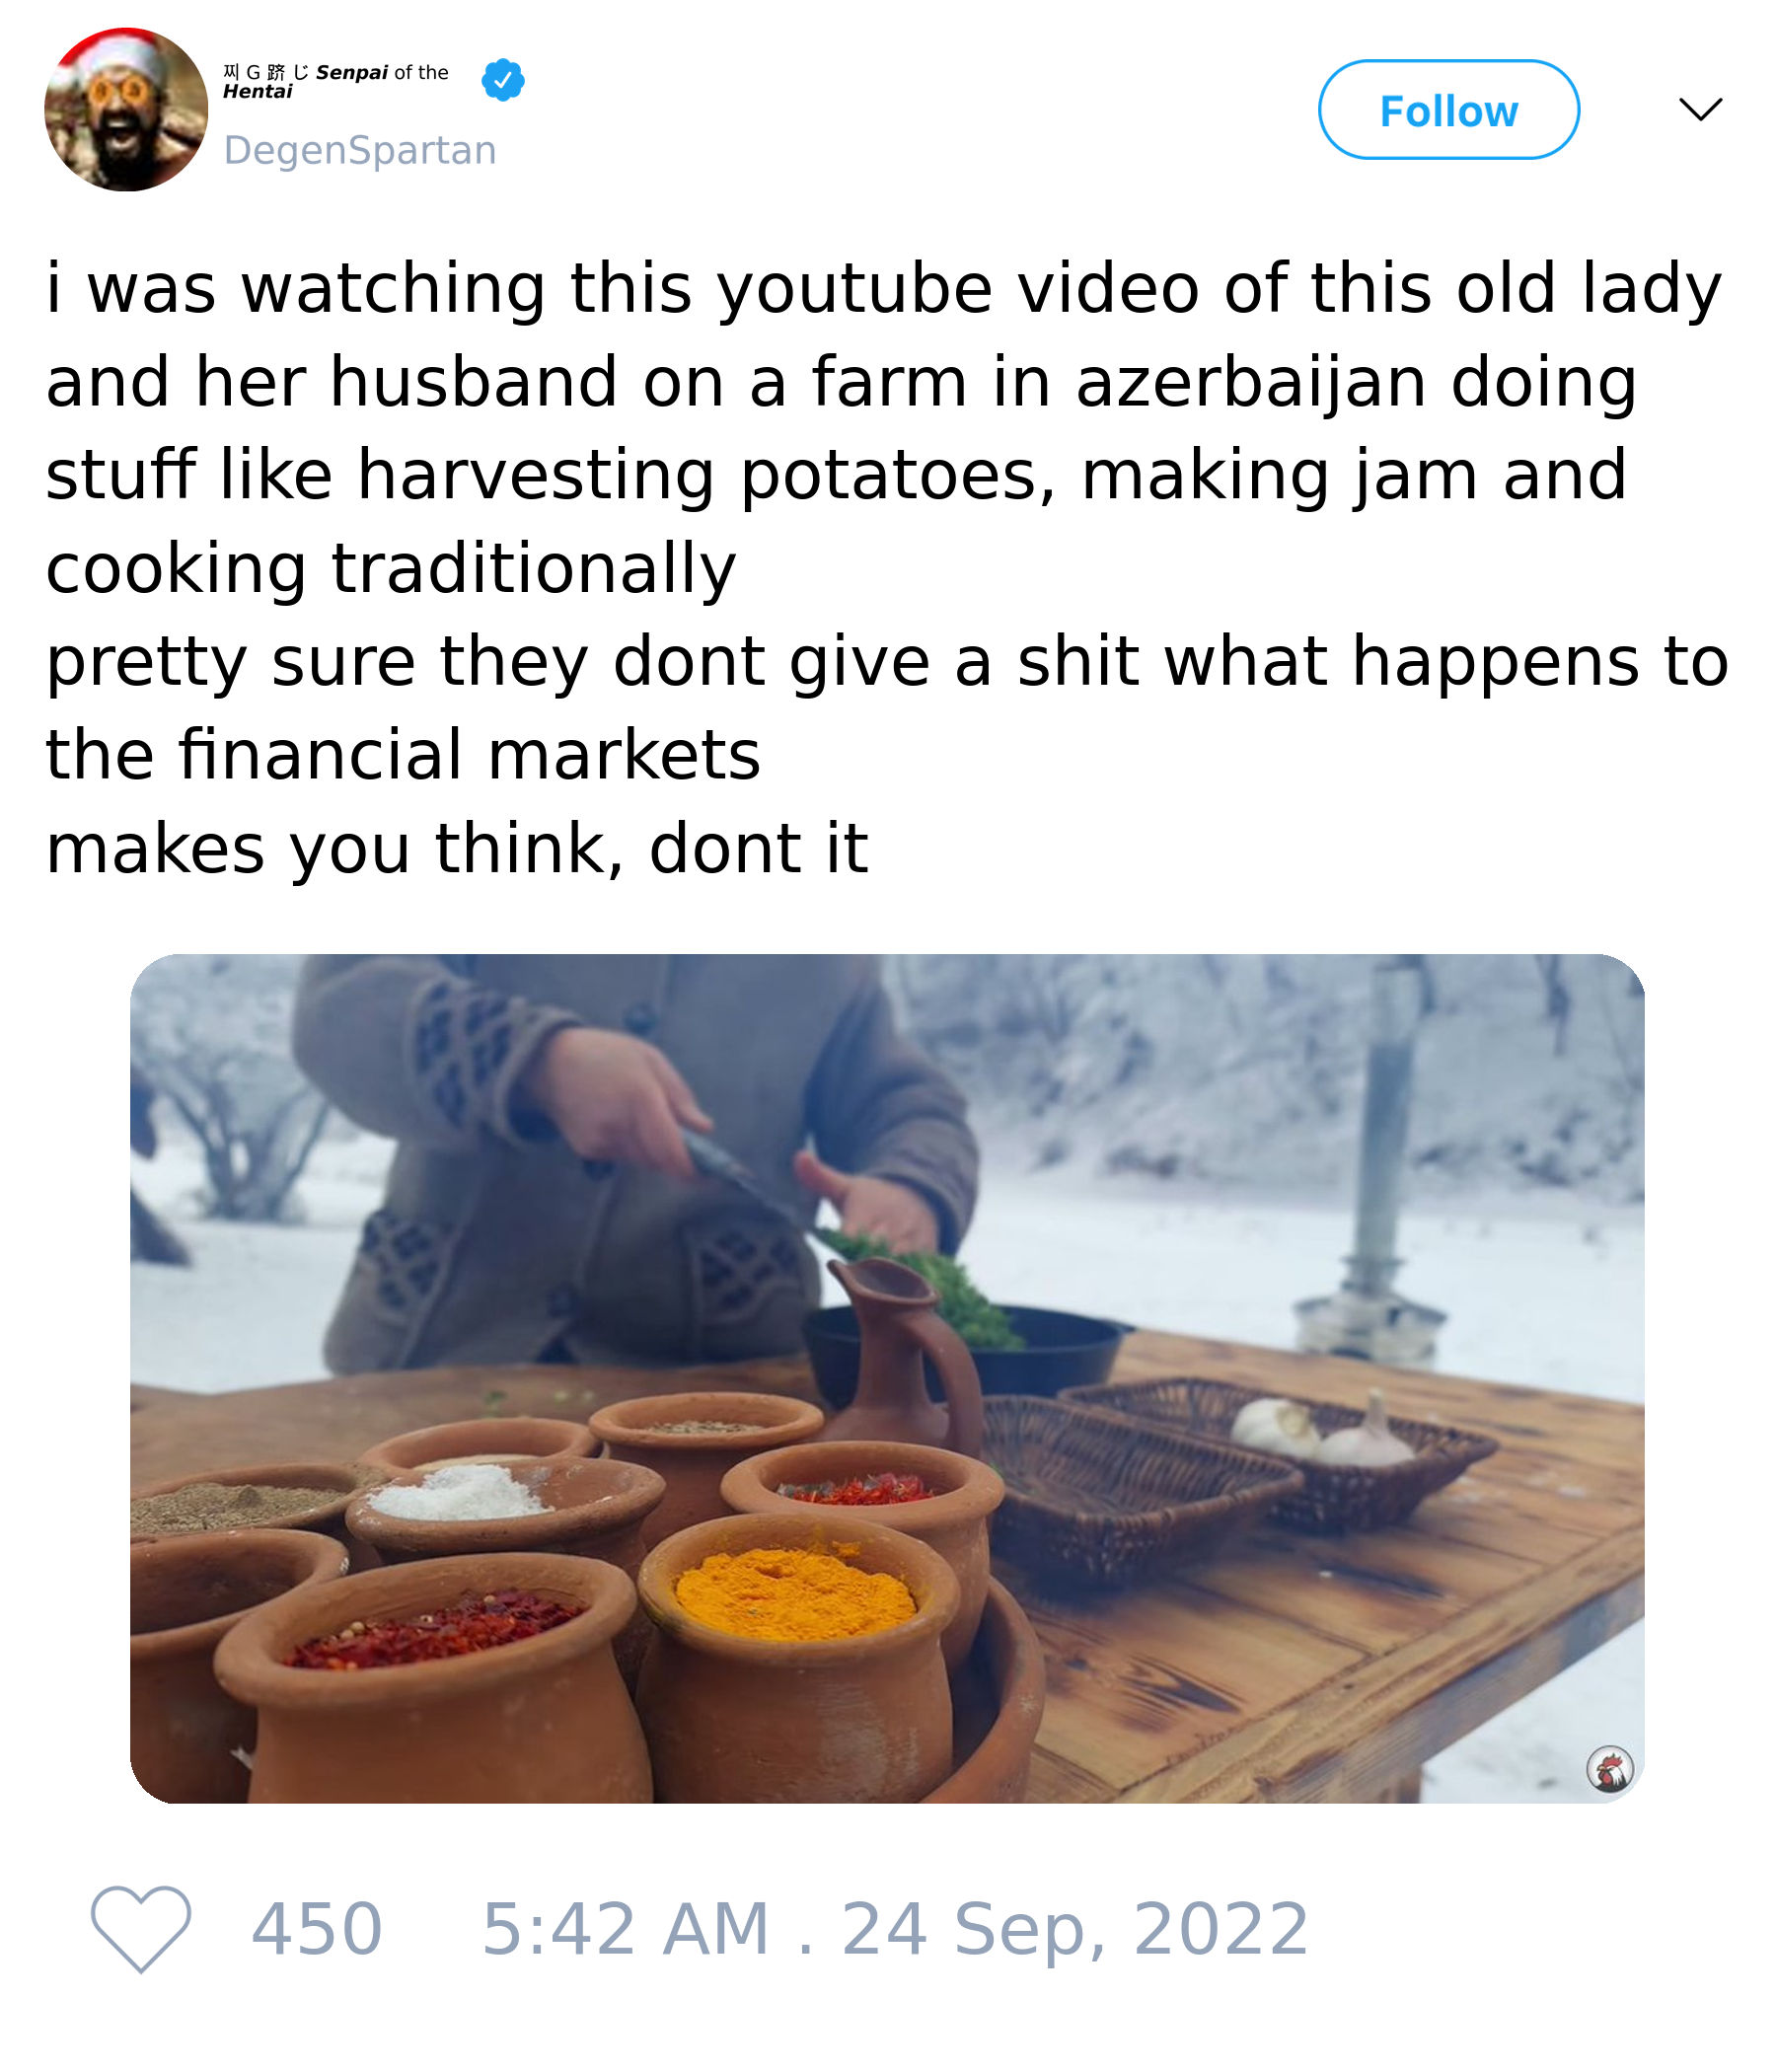 찌 G 跻 じ Senpai of the
Hentai
DegenSpartan
Follow
i was watching this youtube video of this old lady
and her husband on a farm in azerbaijan doing
stuff like harvesting potatoes, making jam and
cooking traditionally
pretty sure they dont give a shit what happens to
the financial markets
makes you think, dont it
450 5:42 AM . 24 Sep, 2022